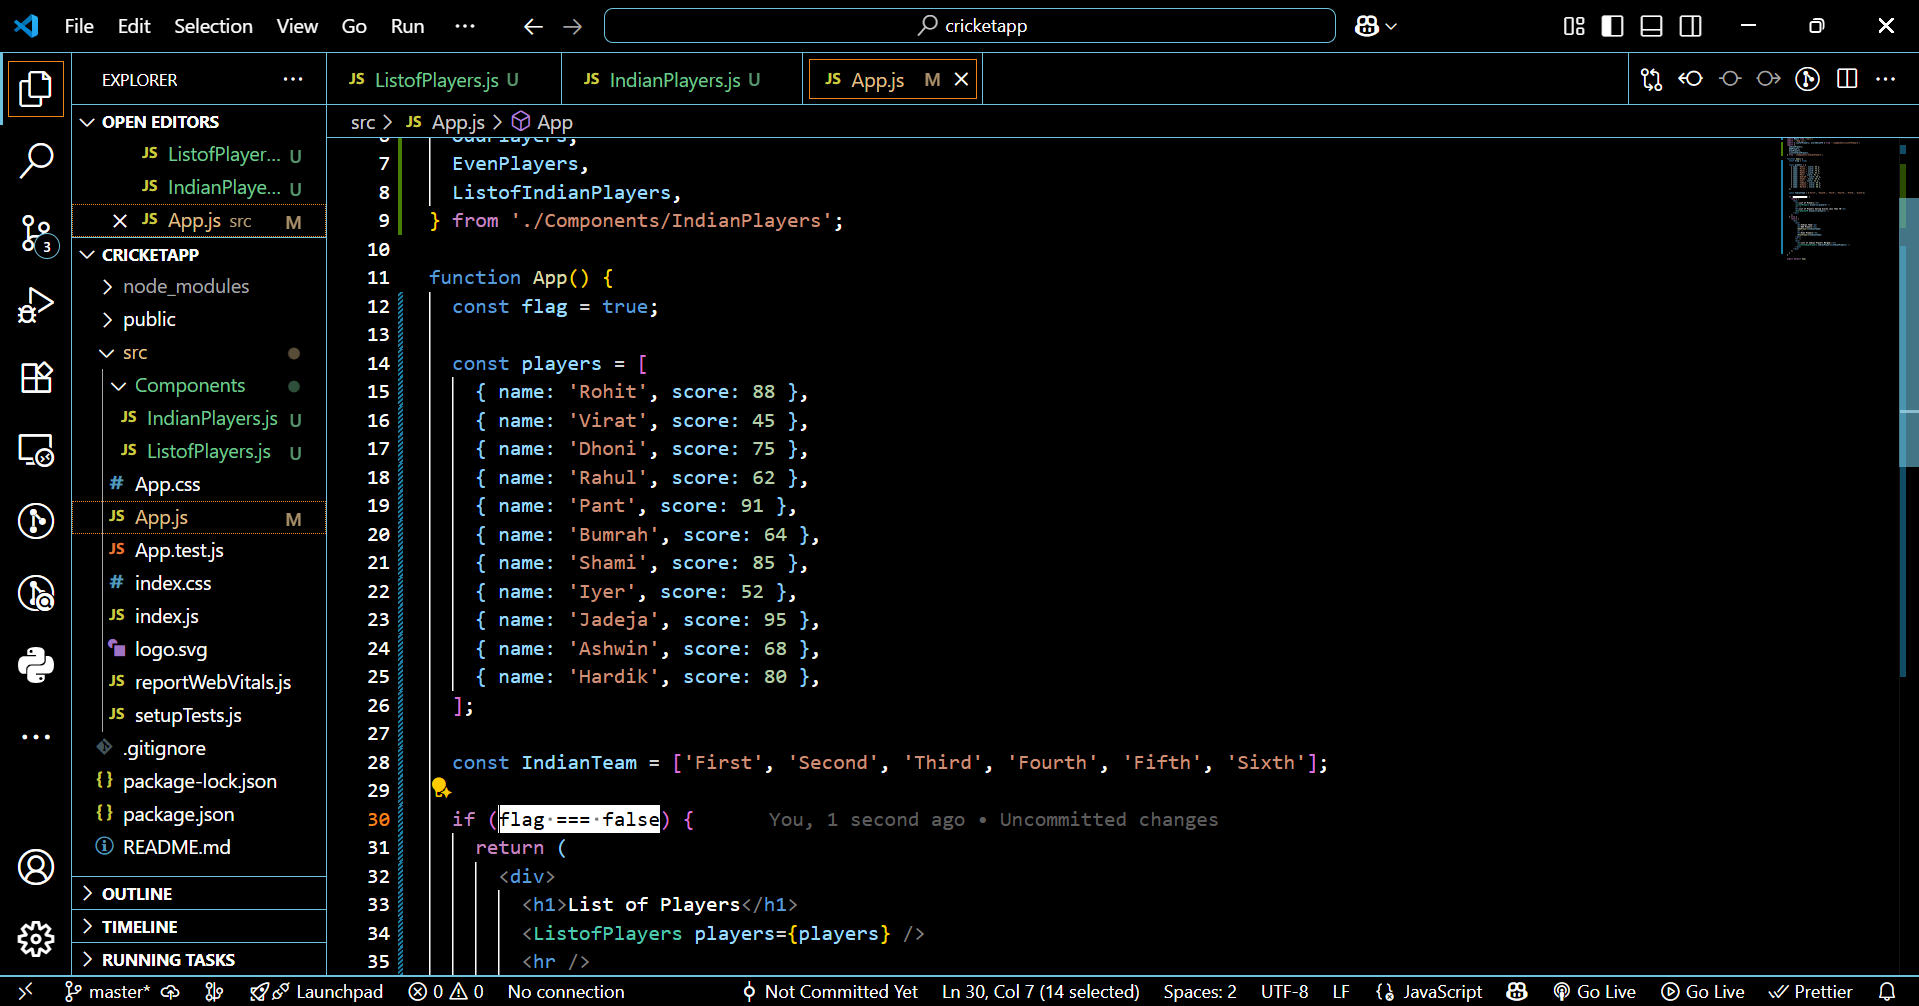 File Edit Selection View Go Run ··· cricketapp
EXPLORER ···
OPEN EDITORS
JS ListofPlayer... U
JS IndianPlaye... U
JS App.js src M
CRICKETAPP
node_modules
public
src
Components
JS IndianPlayers.js U
JS ListofPlayers.js U
# App.css
JS App.js M
JS App.test.js
# index.css
JS index.js
logo.svg
JS reportWebVitals.js
JS setupTests.js
.gitignore
{} package-lock.json
{} package.json
README.md
OUTLINE
TIMELINE
RUNNING TASKS
3
JS ListofPlayers.js U JS IndianPlayers.js U JS App.js M
src > JS App.js > App
6 OddPlayers,
7 EvenPlayers,
8 ListofIndianPlayers,
9 } from './Components/IndianPlayers';
10
11 function App() {
12 const flag = true;
13
14 const players = [
15 { name: 'Rohit', score: 88 },
16 { name: 'Virat', score: 45 },
17 { name: 'Dhoni', score: 75 },
18 { name: 'Rahul', score: 62 },
19 { name: 'Pant', score: 91 },
20 { name: 'Bumrah', score: 64 },
21 { name: 'Shami', score: 85 },
22 { name: 'Iyer', score: 52 },
23 { name: 'Jadeja', score: 95 },
24 { name: 'Ashwin', score: 68 },
25 { name: 'Hardik', score: 80 },
26 ];
27
28 const IndianTeam = ['First', 'Second', 'Third', 'Fourth', 'Fifth', 'Sixth'];
29
30 if (flag === false) { You, 1 second ago • Uncommitted changes
31 return (
32 <div>
33 <h1>List of Players</h1>
34 <ListofPlayers players={players} />
35 <hr />
master* Launchpad 0 0 No connection Not Committed Yet Ln 30, Col 7 (14 selected) Spaces: 2 UTF-8 LF JavaScript Go Live Go Live Prettier